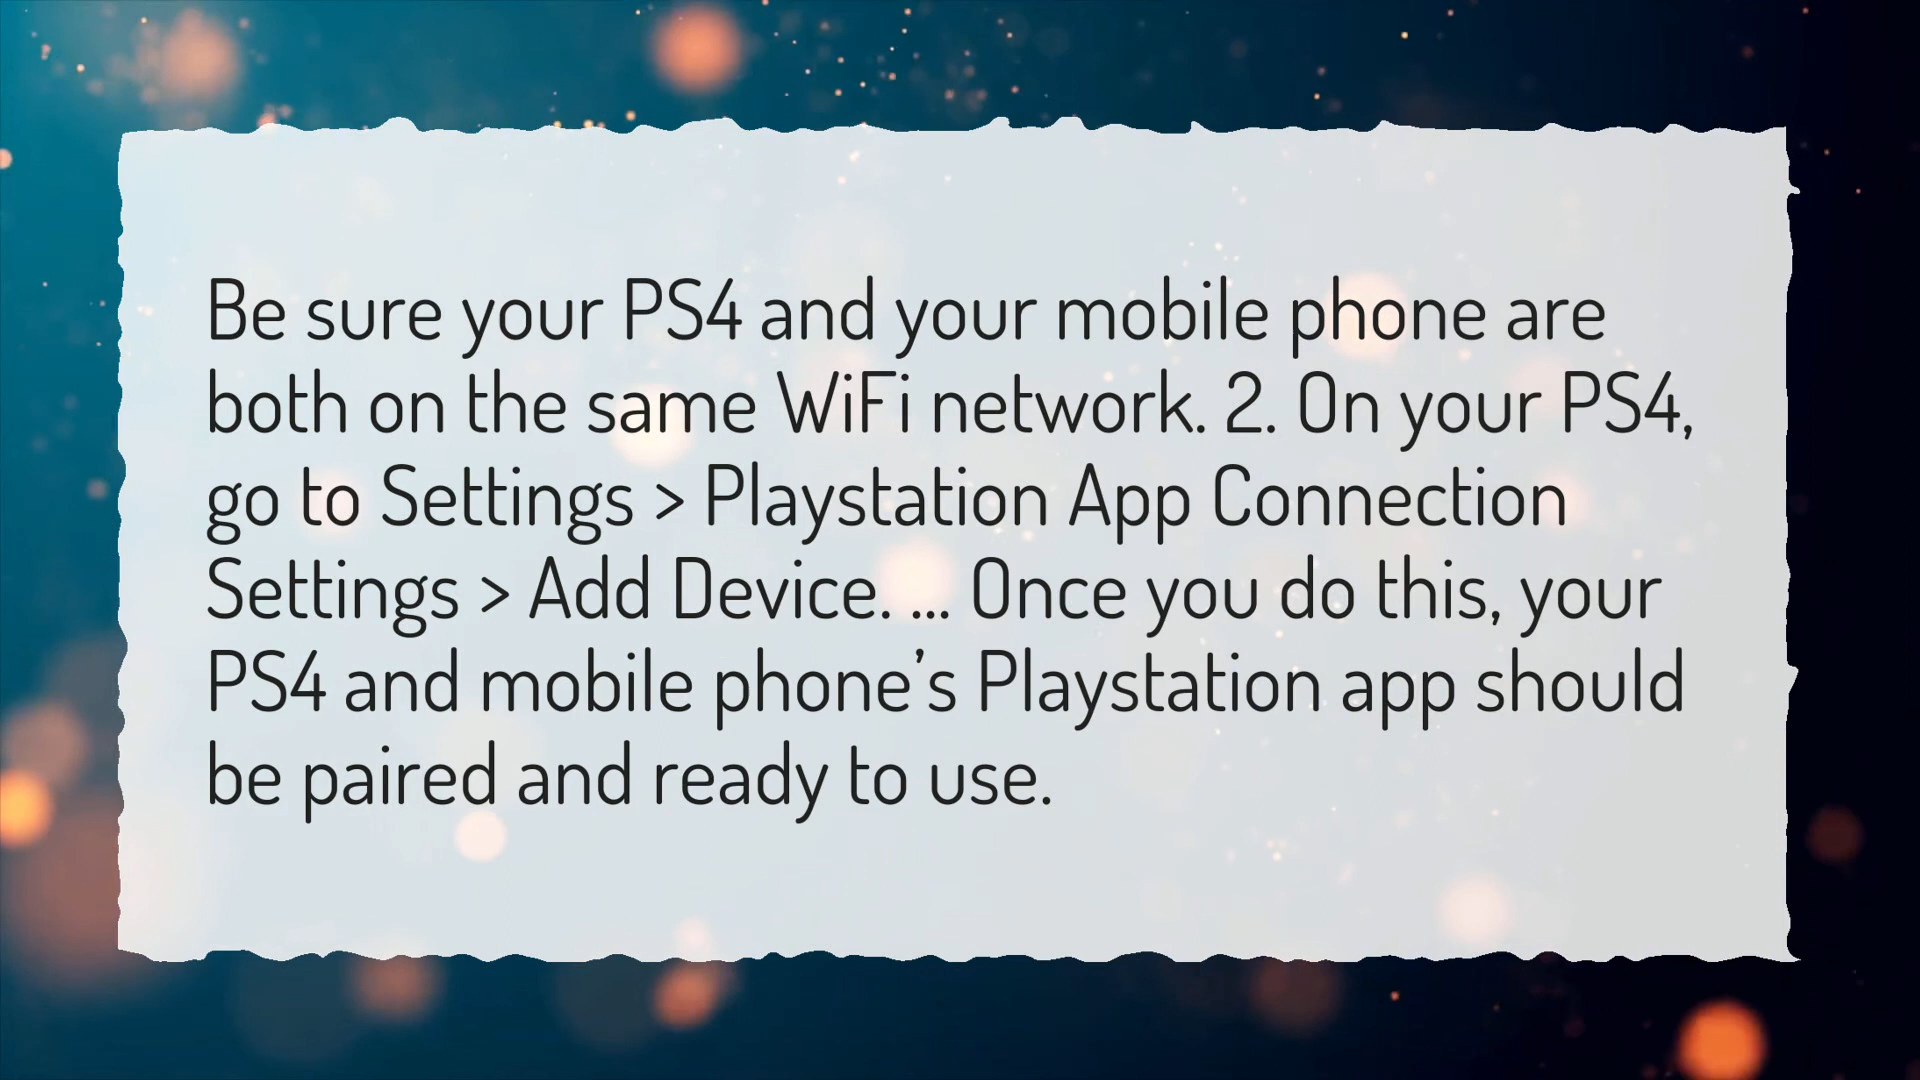 Be sure your PS4 and your mobile phone are
both on the same WiFi network. 2. On your PS4,
go to Settings > Playstation App Connection
Settings > Add Device. ... Once you do this, your
PS4 and mobile phone’s Playstation app should
be paired and ready to use.